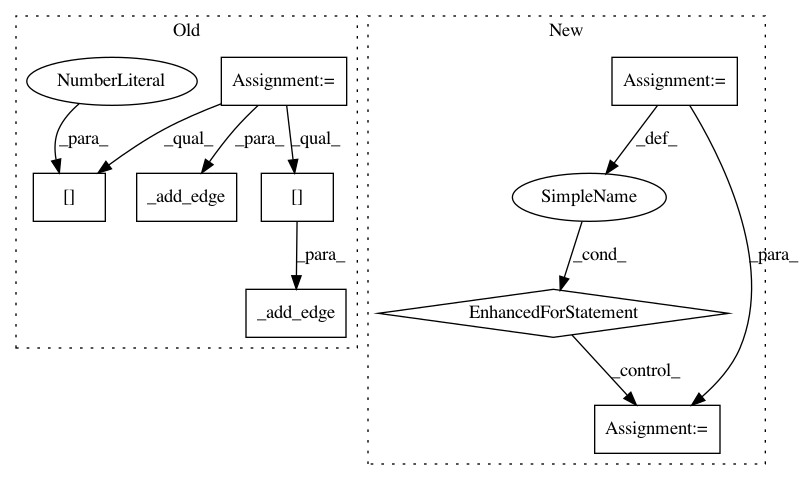 Old
New
NumberLiteral
Assignment:=
Assignment:=
_para_
_qual_
_para_
_qual_
_def_
[]
_add_edge
[]
SimpleName
_para_
_cond_
_para_
_add_edge
EnhancedForStatement
_control_
Assignment:=